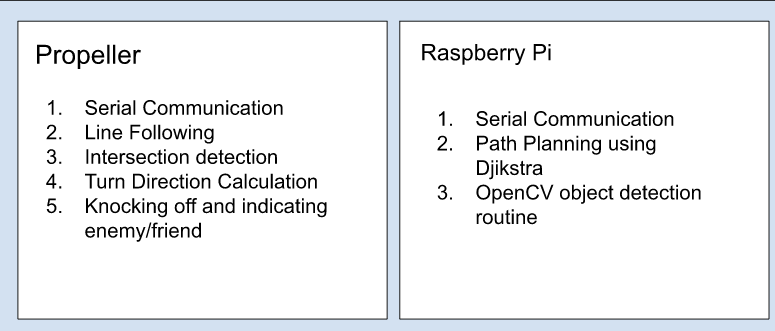 Propeller
1. Serial Communication
2. Line Following
3. Intersection detection
4. Turn Direction Calculation
5. Knocking off and indicating
enemy/friend
Raspberry Pi
1. Serial Communication
2. Path Planning using
Djikstra
3. OpenCV object detection
routine